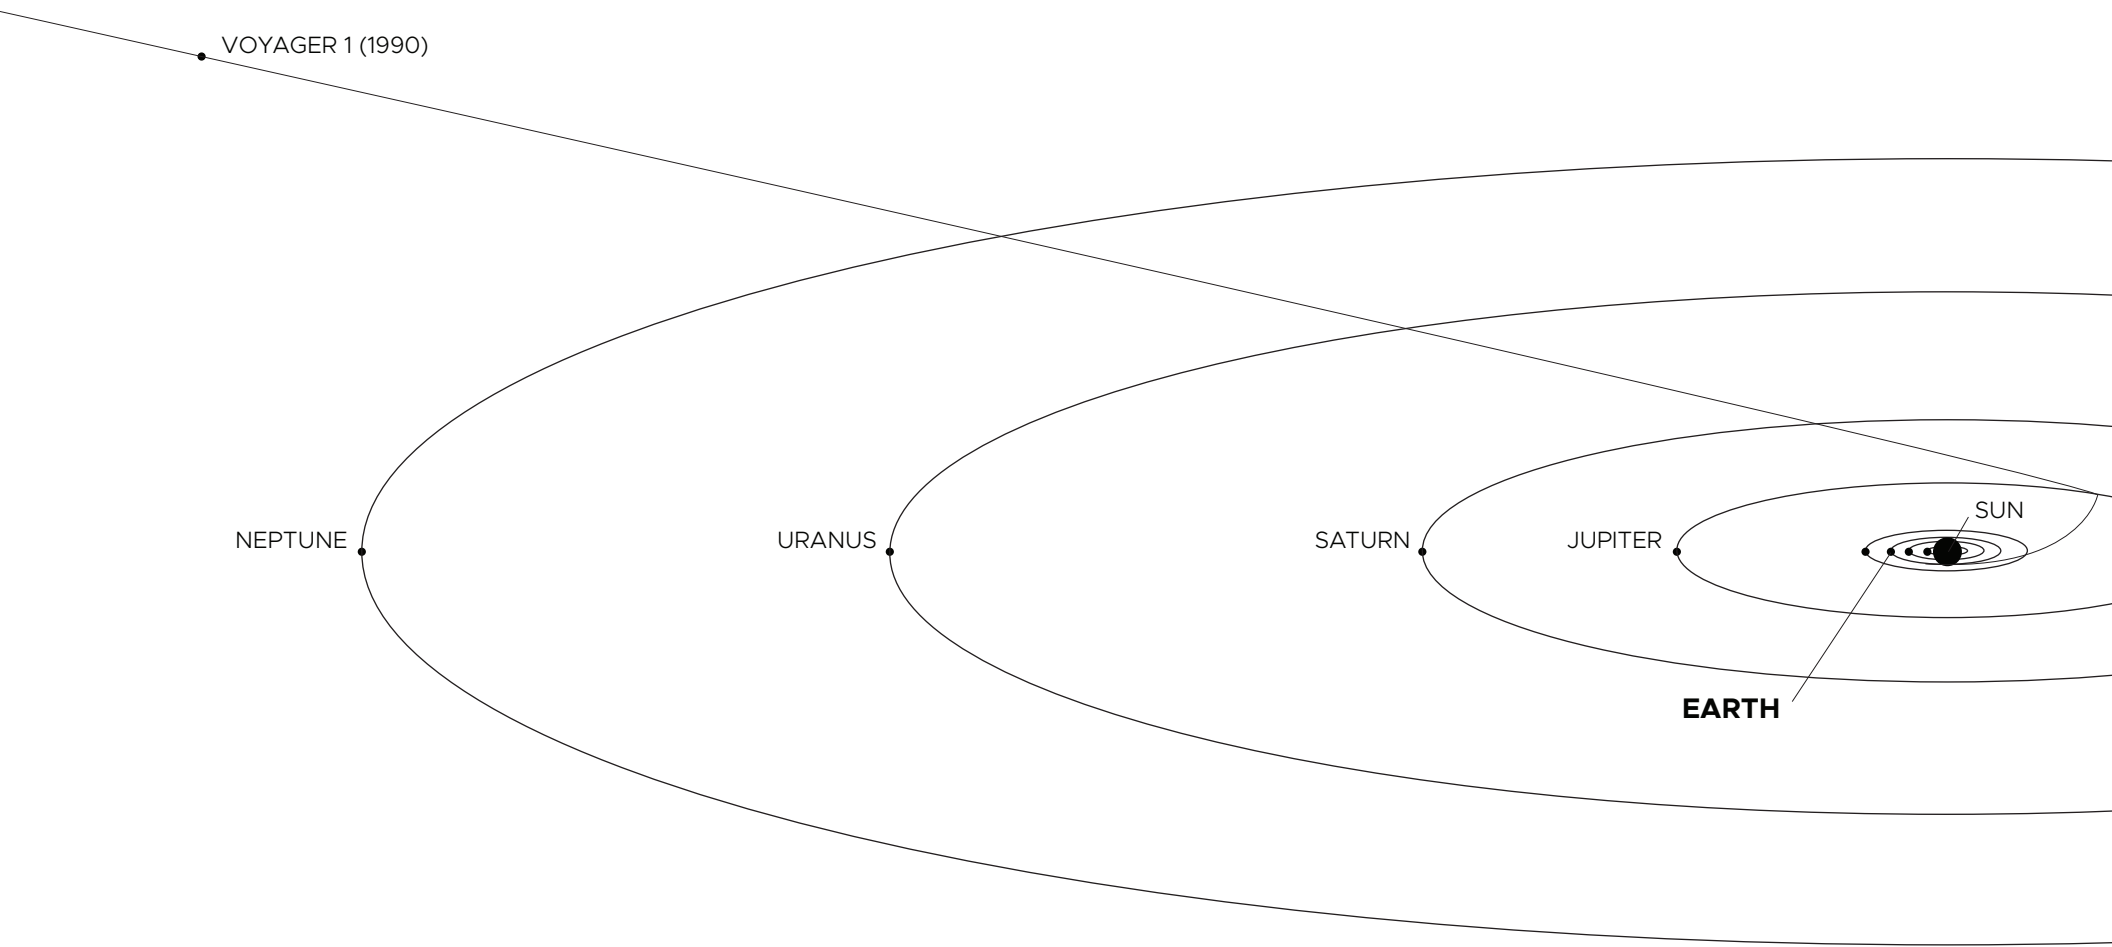 VOYAGER 1 (1990)
SUN
NEPTUNE
URANUS
SATURN
JUPITER
EARTH